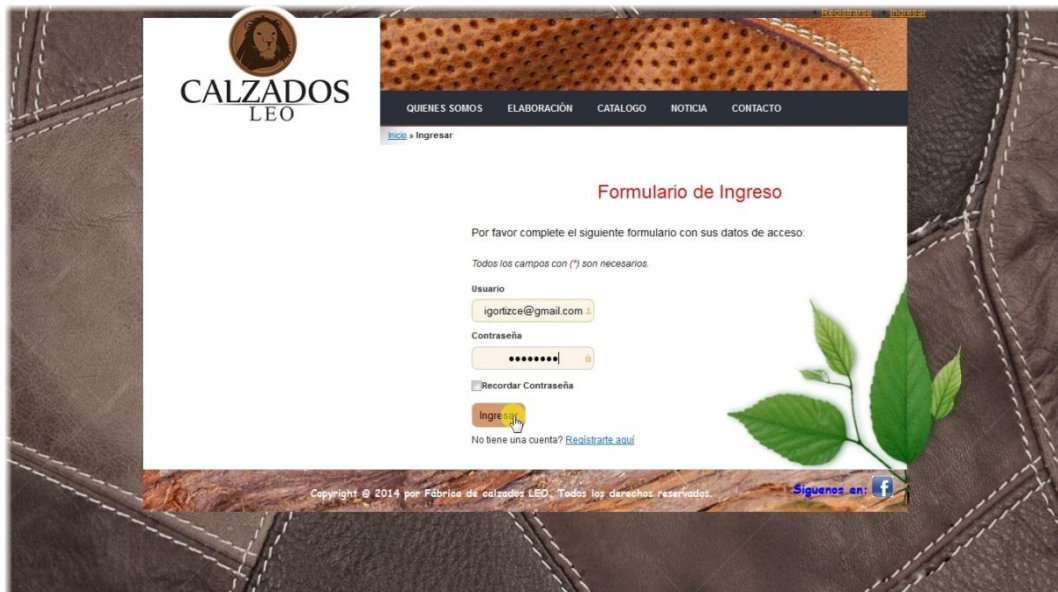 Registrarse Ingresar
CALZADOS
LEO
QUIENES SOMOS ELABORACIÓN CATALOGO NOTICIA CONTACTO
Inicio » Ingresar
Formulario de Ingreso
Por favor complete el siguiente formulario con sus datos de acceso:
Todos los campos con (*) son necesarios.
Usuario
igortizce@gmail.com
Contraseña
••••••••
Recordar Contraseña
Ingresar
No tiene una cuenta? Regístrarte aquí
Copyright @ 2014 por Fábrica de calzados LEO. Todos los derechos reservados.
Siguenos en: f